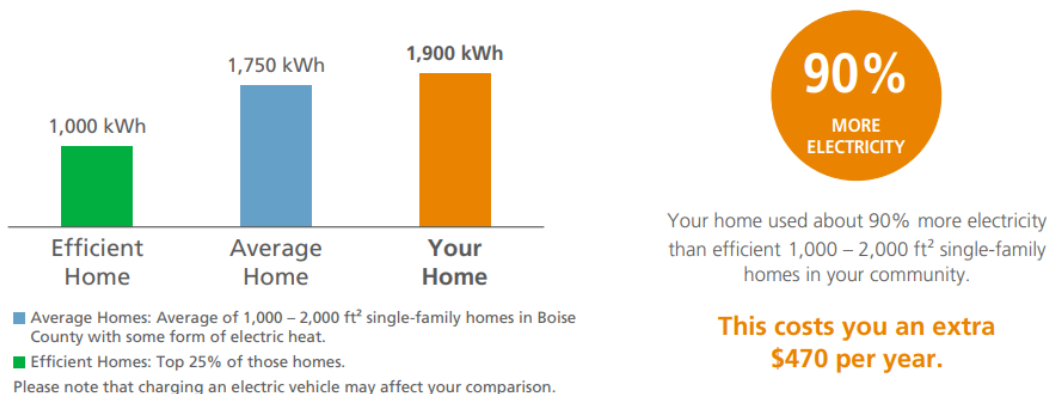 1,000 kWh
1,750 kWh
1,900 kWh
Efficient
Home
Average
Home
Your
Home
Average Homes: Average of 1,000 – 2,000 ft² single-family homes in Boise
County with some form of electric heat.
Efficient Homes: Top 25% of those homes.
Please note that charging an electric vehicle may affect your comparison.
90%
MORE
ELECTRICITY
Your home used about 90% more electricity
than efficient 1,000 – 2,000 ft² single-family
homes in your community.
This costs you an extra
$470 per year.